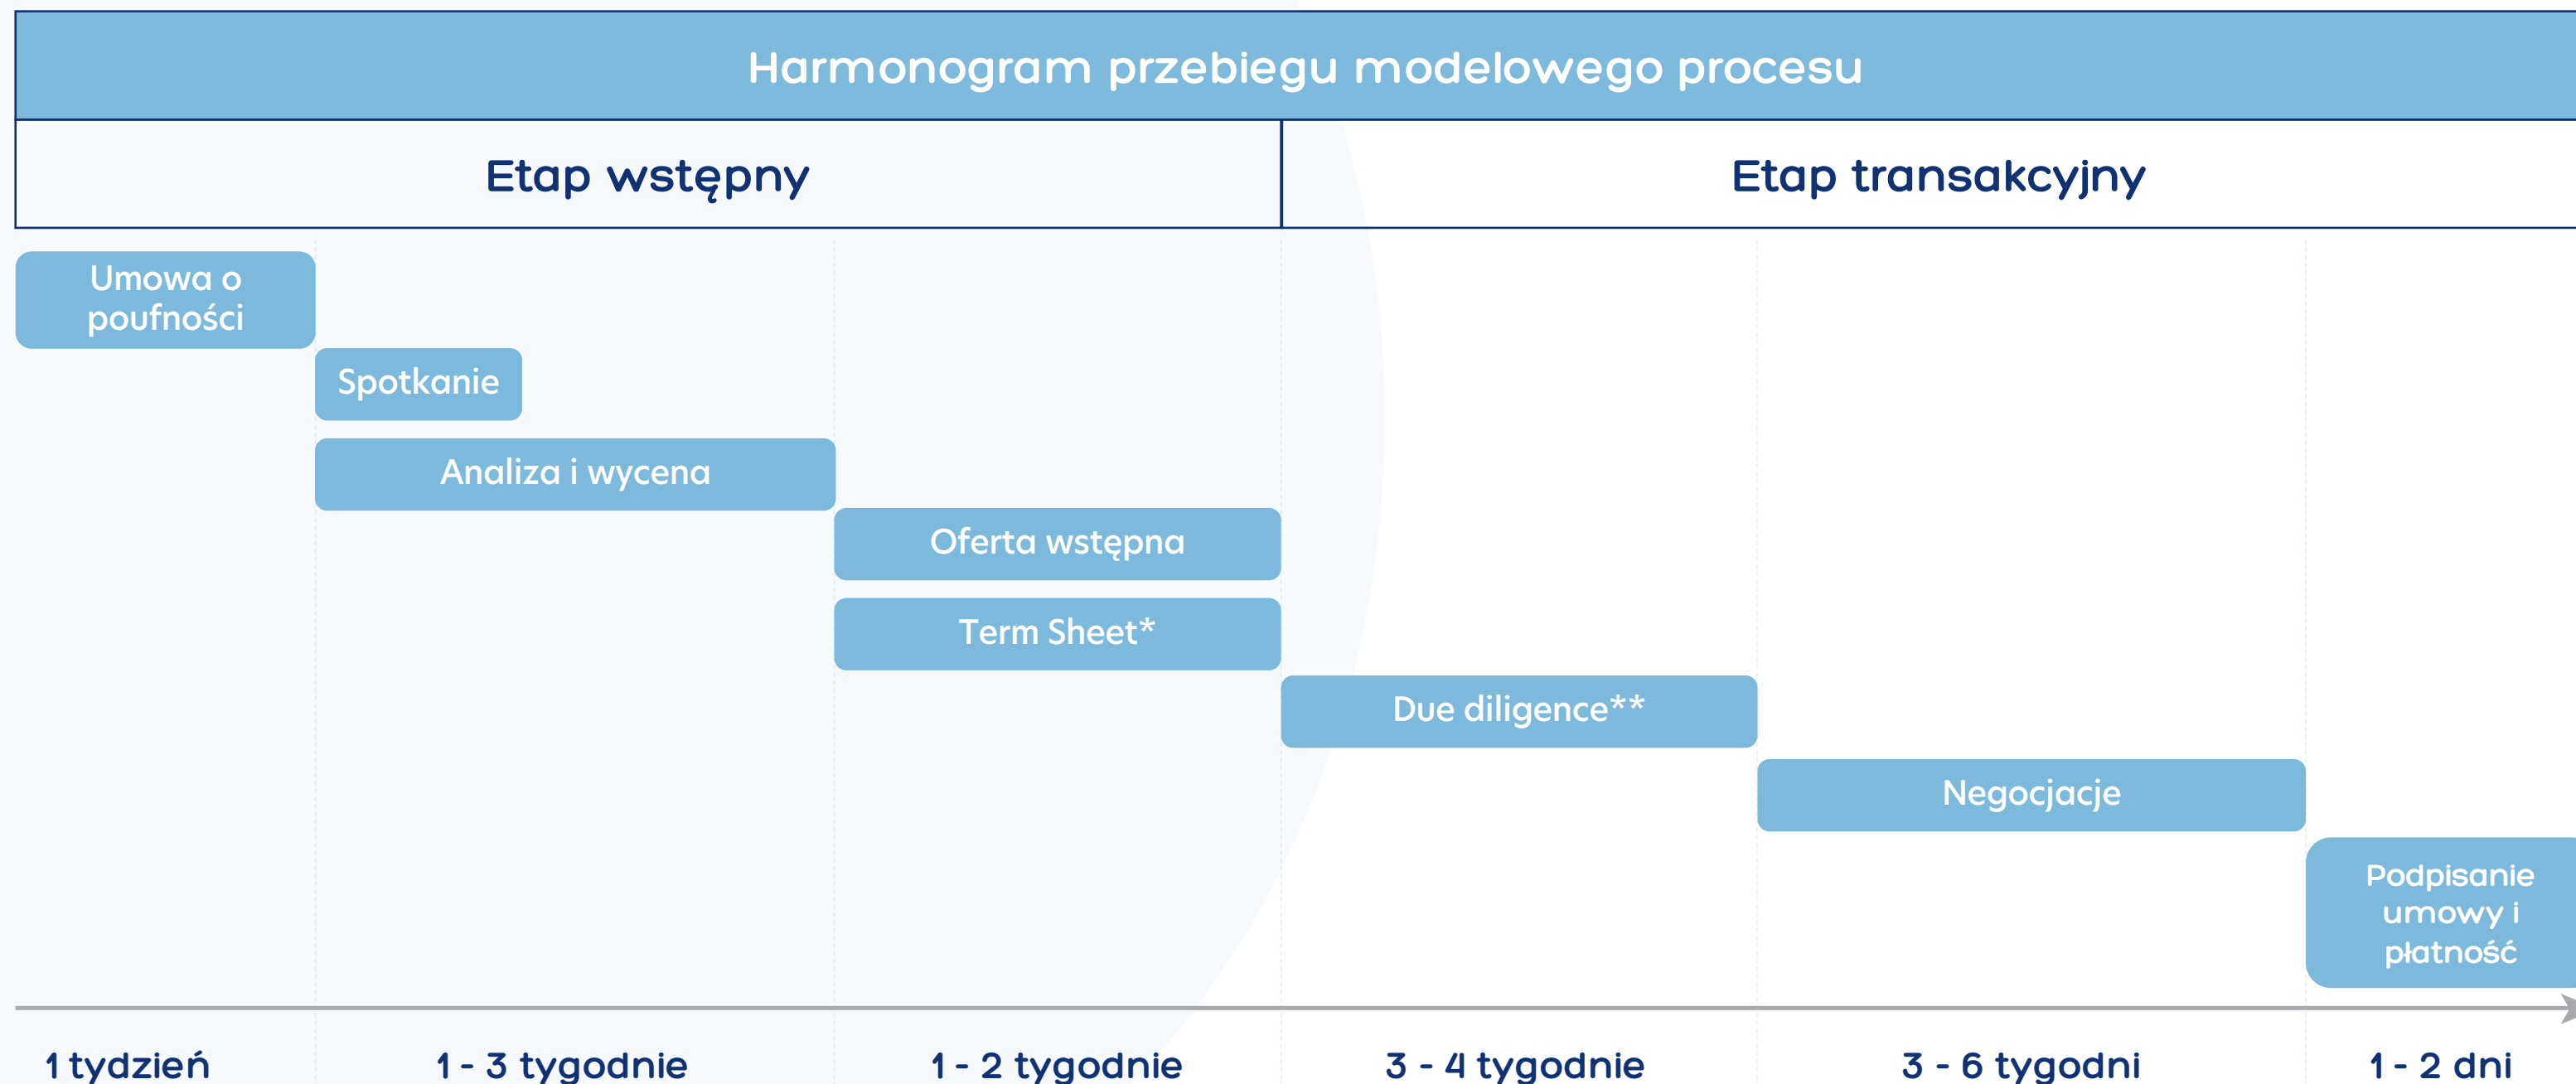 Harmonogram przebiegu modelowego procesu
Etap wstępny
Etap transakcyjny
Umowa o
poufności
Spotkanie
Analiza i wycena
Oferta wstępna
Term Sheet*
Due diligence**
Negocjacje
Podpisanie
umowy i
płatność
1 tydzień
1 - 3 tygodnie
1 - 2 tygodnie
3 - 4 tygodnie
3 - 6 tygodni
1 - 2 dni